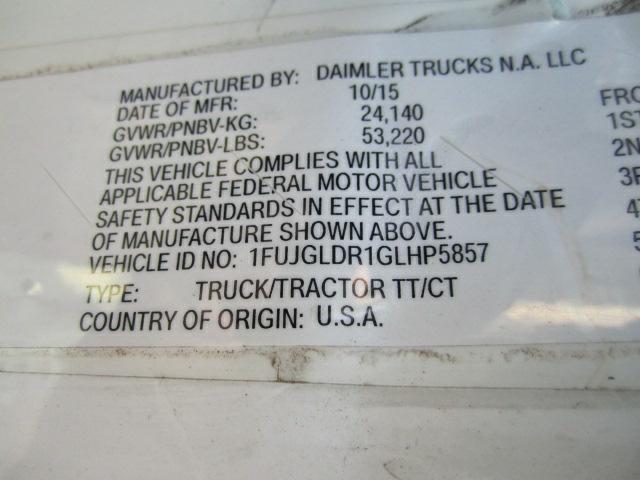 MANUFACTURED BY: DAIMLER TRUCKS N.A. LLC
DATE OF MFR: 10/15
GVWR/PNBV-KG: 24,140
GVWR/PNBV-LBS: 53,220
THIS VEHICLE COMPLIES WITH ALL
APPLICABLE FEDERAL MOTOR VEHICLE
SAFETY STANDARDS IN EFFECT AT THE DATE
OF MANUFACTURE SHOWN ABOVE.
VEHICLE ID NO: 1FUJGLDR1GLHP5857
TYPE: TRUCK/TRACTOR TT/CT
COUNTRY OF ORIGIN: U.S.A.
FRO
1ST
2N